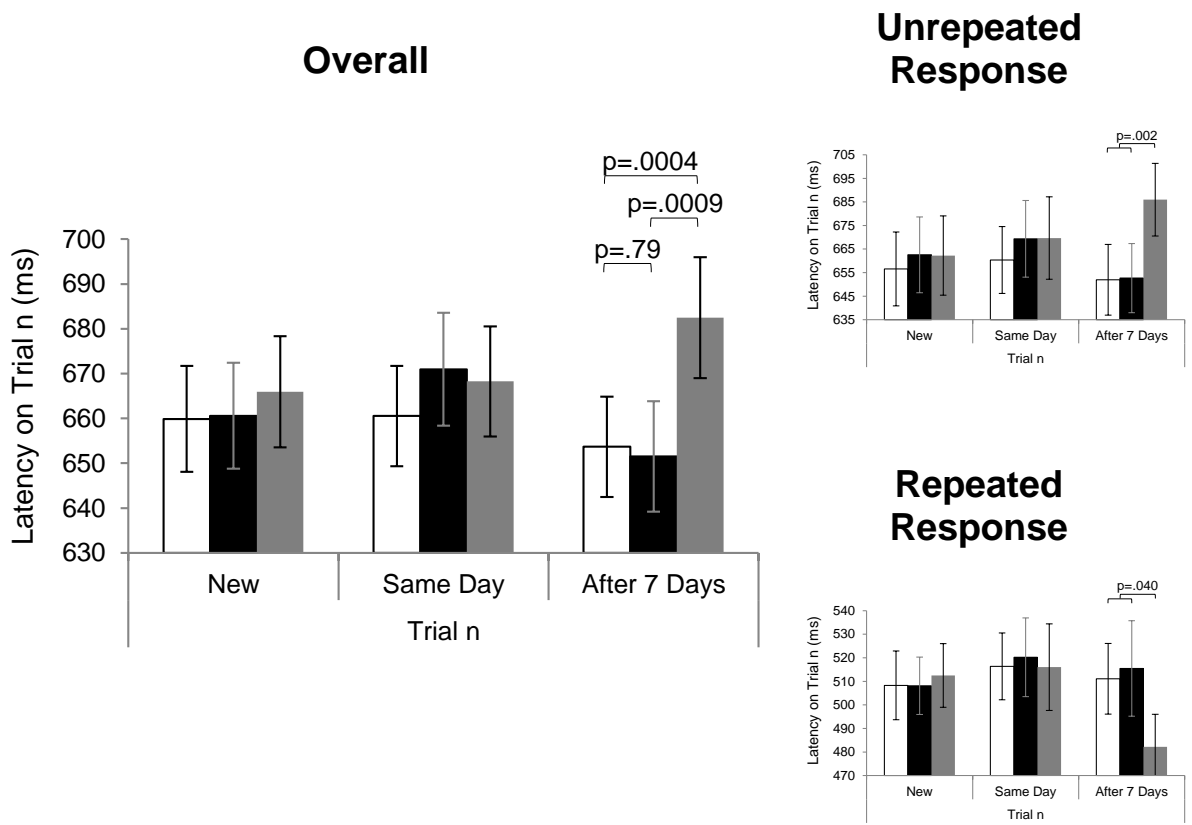 Overall
p=.0004
p=.0009
p=.79
Latency on Trial n (ms)
700
690
680
670
660
650
640
630
New
Same Day
After 7 Days
Trial n
Unrepeated
Response
p=.002
Latency on Trial n (ms)
705
695
685
675
665
655
645
635
New
Same Day
After 7 Days
Trial n
Repeated
Response
p=.040
Latency on Trial n (ms)
540
530
520
510
500
490
480
470
New
Same Day
After 7 Days
Trial n